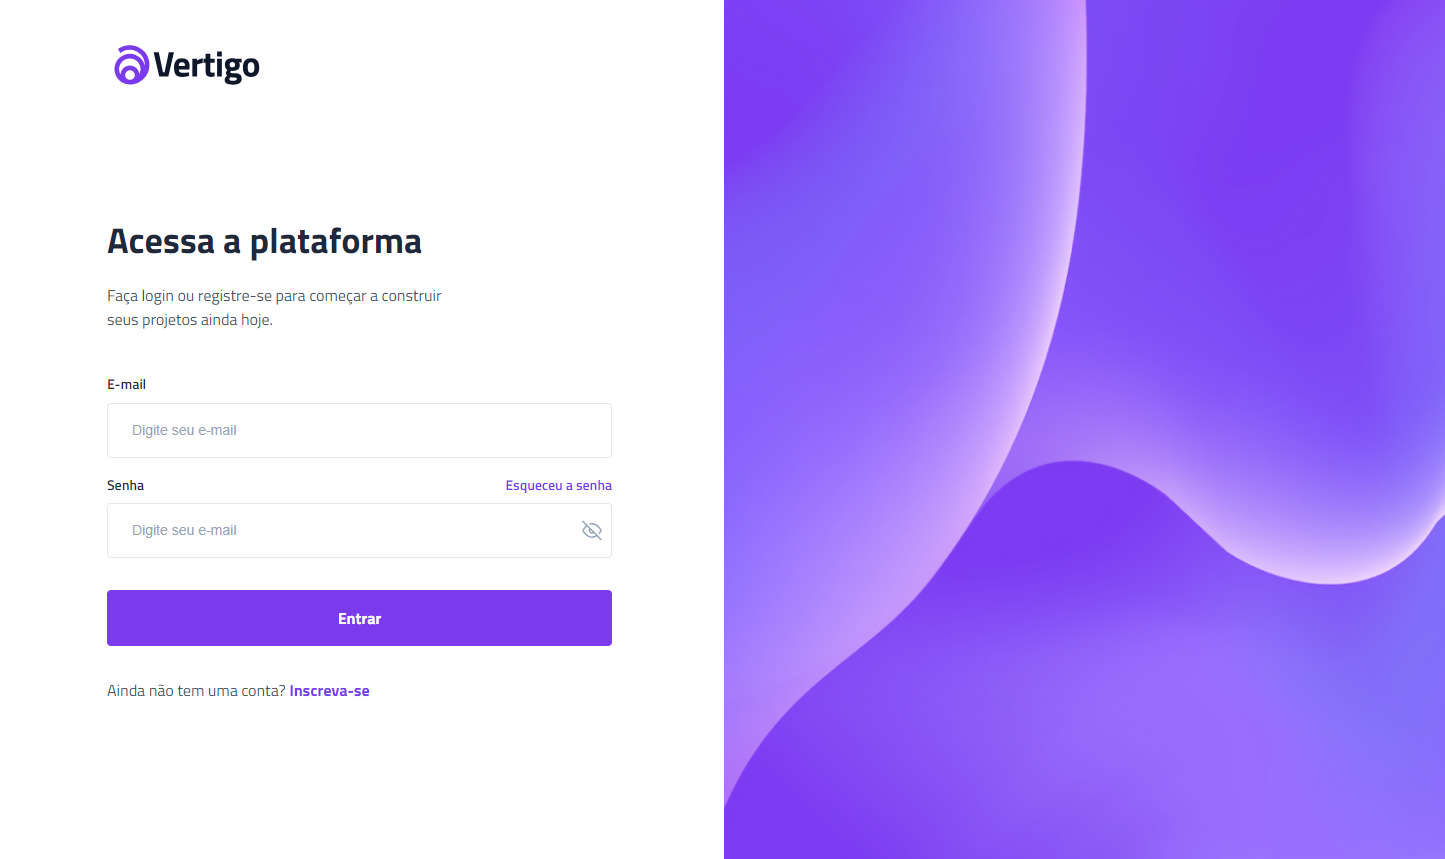 Vertigo
Acessa a plataforma
Faça login ou registre-se para começar a construir
seus projetos ainda hoje.
E-mail
Digite seu e-mail
Senha
Esqueceu a senha
Digite seu e-mail
Entrar
Ainda não tem uma conta? Inscreva-se